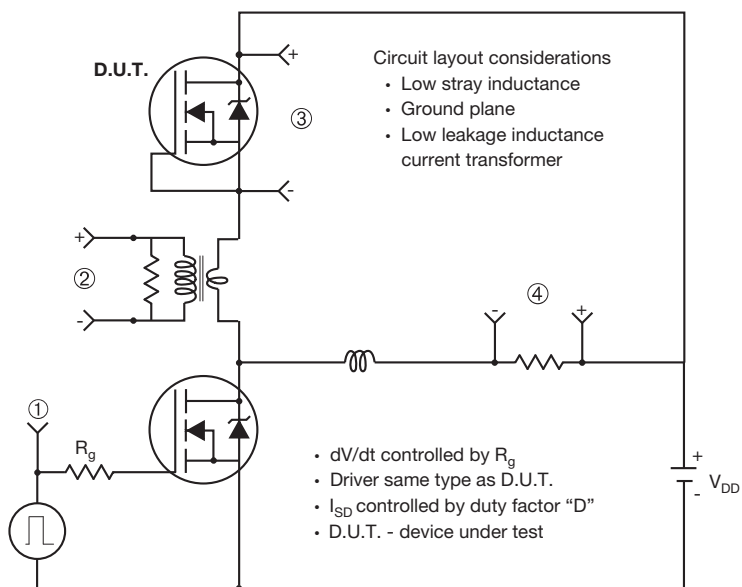 D.U.T.
+
-
③
Circuit layout considerations
• Low stray inductance
• Ground plane
• Low leakage inductance
current transformer
+
②
-
④
-
+
①
R<sub>g</sub>
• dV/dt controlled by R<sub>g</sub>
• Driver same type as D.U.T.
• I<sub>SD</sub> controlled by duty factor “D”
• D.U.T. - device under test
+
V<sub>DD</sub>
-